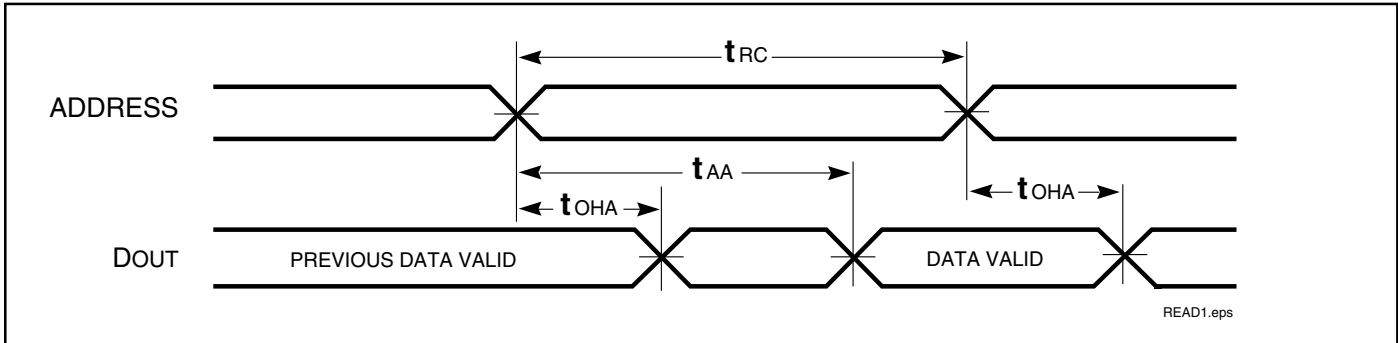 tRC
ADDRESS
tAA
tOHA
tOHA
DOUT
PREVIOUS DATA VALID
DATA VALID
READ1.eps